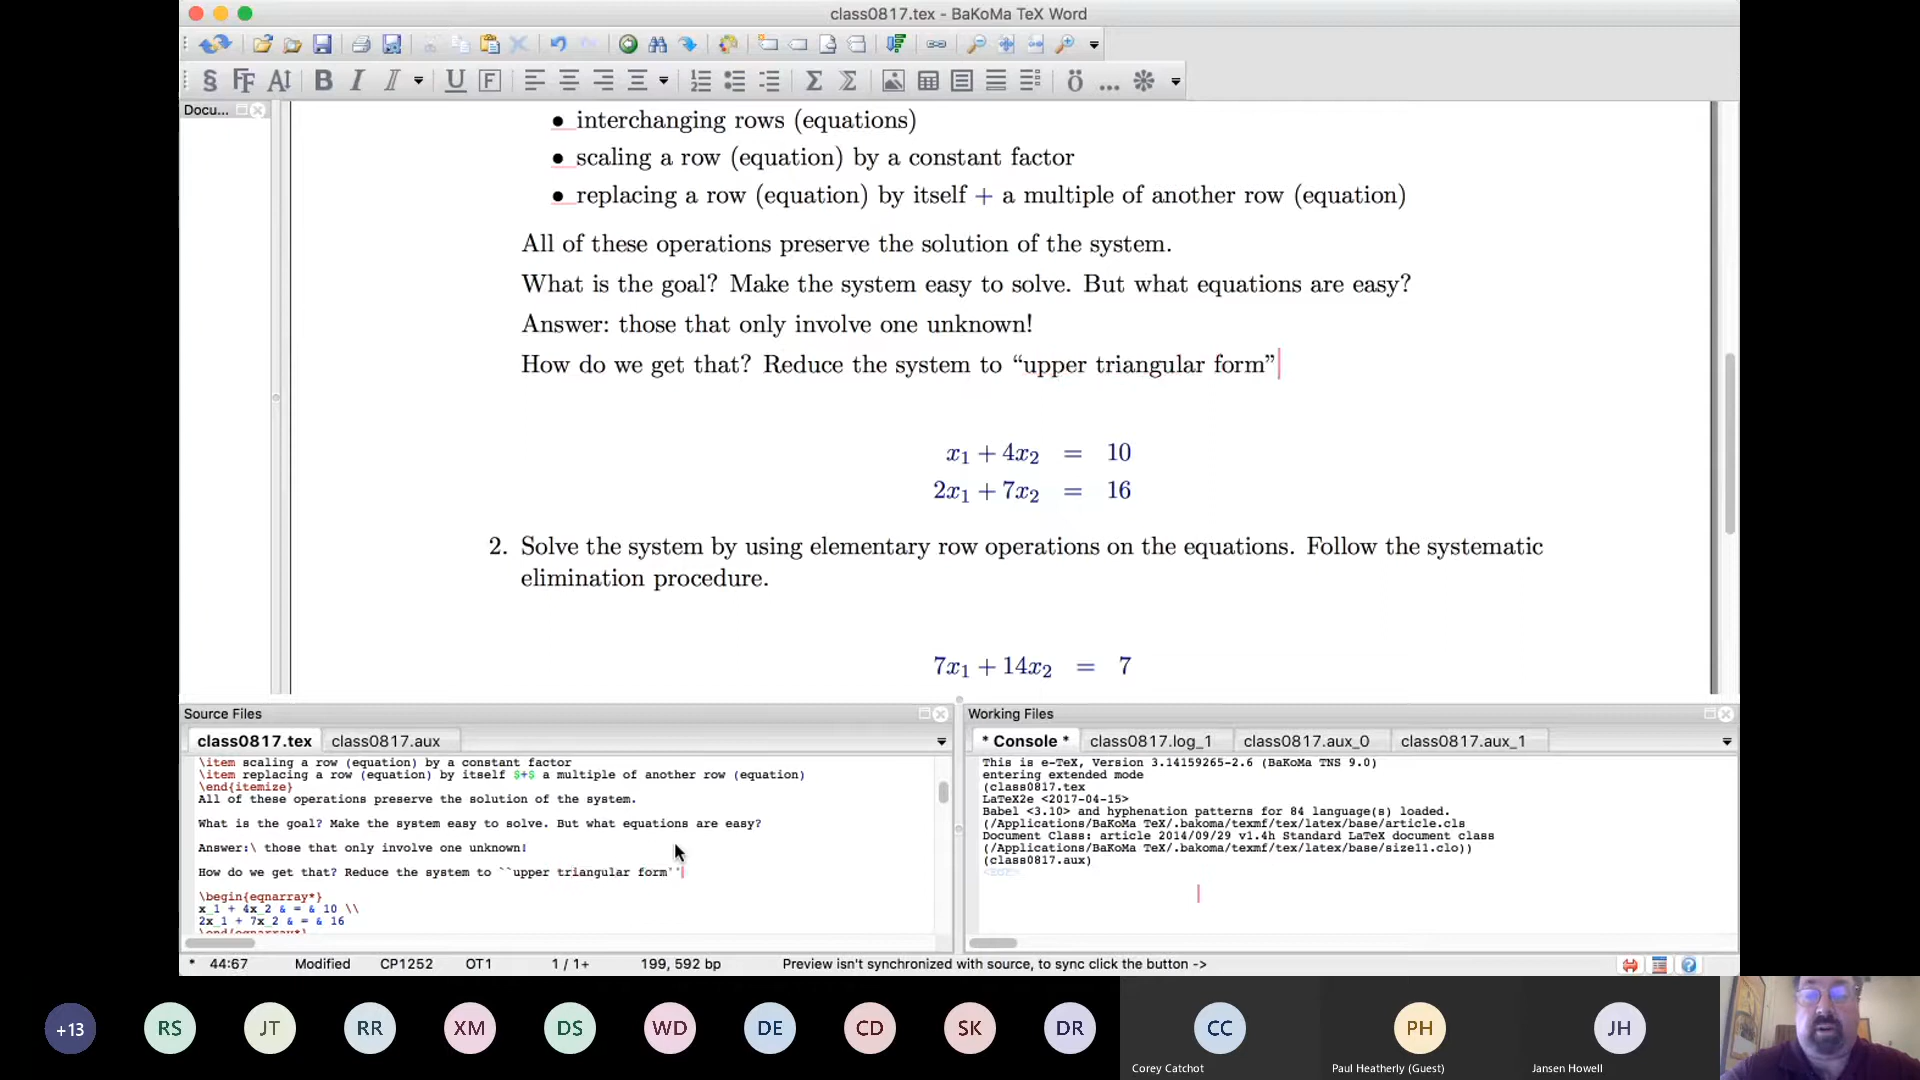 class0817.tex - BaKoMa TeX Word
Docu...
• interchanging rows (equations)
• scaling a row (equation) by a constant factor
• replacing a row (equation) by itself + a multiple of another row (equation)
All of these operations preserve the solution of the system.
What is the goal? Make the system easy to solve. But what equations are easy?
Answer: those that only involve one unknown!
How do we get that? Reduce the system to “upper triangular form”
x₁ + 4x₂ = 10
2x₁ + 7x₂ = 16
2. Solve the system by using elementary row operations on the equations. Follow the systematic
elimination procedure.
7x₁ + 14x₂ = 7
Source Files
class0817.tex class0817.aux
\item scaling a row (equation) by a constant factor
\item replacing a row (equation) by itself $+$ a multiple of another row (equation)
\end{itemize}
All of these operations preserve the solution of the system.
What is the goal? Make the system easy to solve. But what equations are easy?
Answer:\ those that only involve one unknown!
How do we get that? Reduce the system to ``upper triangular form''
\begin{eqnarray*}
x_1 + 4x_2 & = & 10 \\
2x_1 + 7x_2 & = & 16
\end{eqnarray*}
Working Files
* Console * class0817.log_1 class0817.aux_0 class0817.aux_1
This is e-TeX, Version 3.14159265-2.6 (BaKoMa TNS 9.0)
entering extended mode
(class0817.tex
LaTeX2e <2017-04-15>
Babel <3.10> and hyphenation patterns for 84 language(s) loaded.
(/Applications/BaKoMa TeX/.bakoma/texmf/tex/latex/base/article.cls
Document Class: article 2014/09/29 v1.4h Standard LaTeX document class
(/Applications/BaKoMa TeX/.bakoma/texmf/tex/latex/base/size11.clo))
(class0817.aux)
* 44:67 Modified CP1252 OT1 1 / 1+ 199, 592 bp Preview isn't synchronized with source, to sync click the button ->
+13 RS JT RR XM DS WD DE CD SK DR CC PH JH
Corey Catchot Paul Heatherly (Guest) Jansen Howell